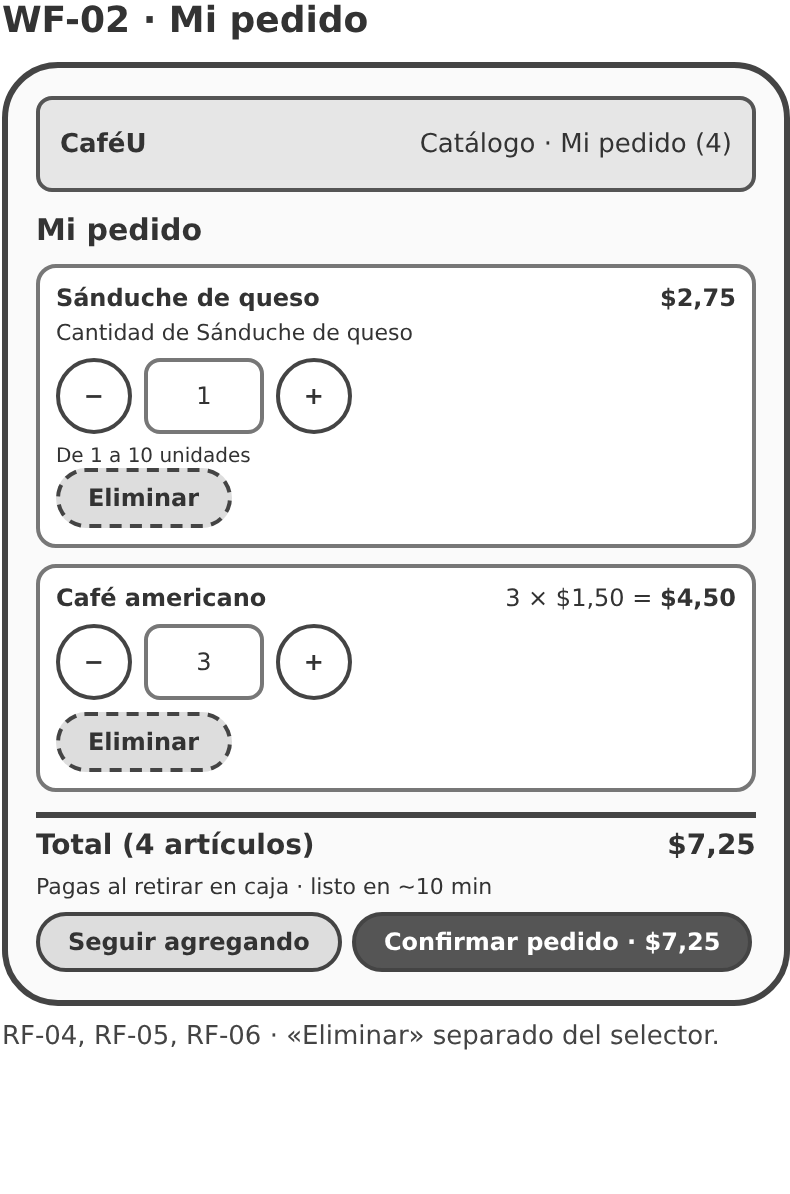 WF-02 · Mi pedido
CaféU Catálogo · Mi pedido (4)
Mi pedido
Sánduche de queso $2,75
Cantidad de Sánduche de queso
− 1 +
De 1 a 10 unidades
Eliminar
Café americano 3 × $1,50 = $4,50
− 3 +
Eliminar
Total (4 artículos) $7,25
Pagas al retirar en caja · listo en ~10 min
Seguir agregando Confirmar pedido · $7,25
RF-04, RF-05, RF-06 · «Eliminar» separado del selector.